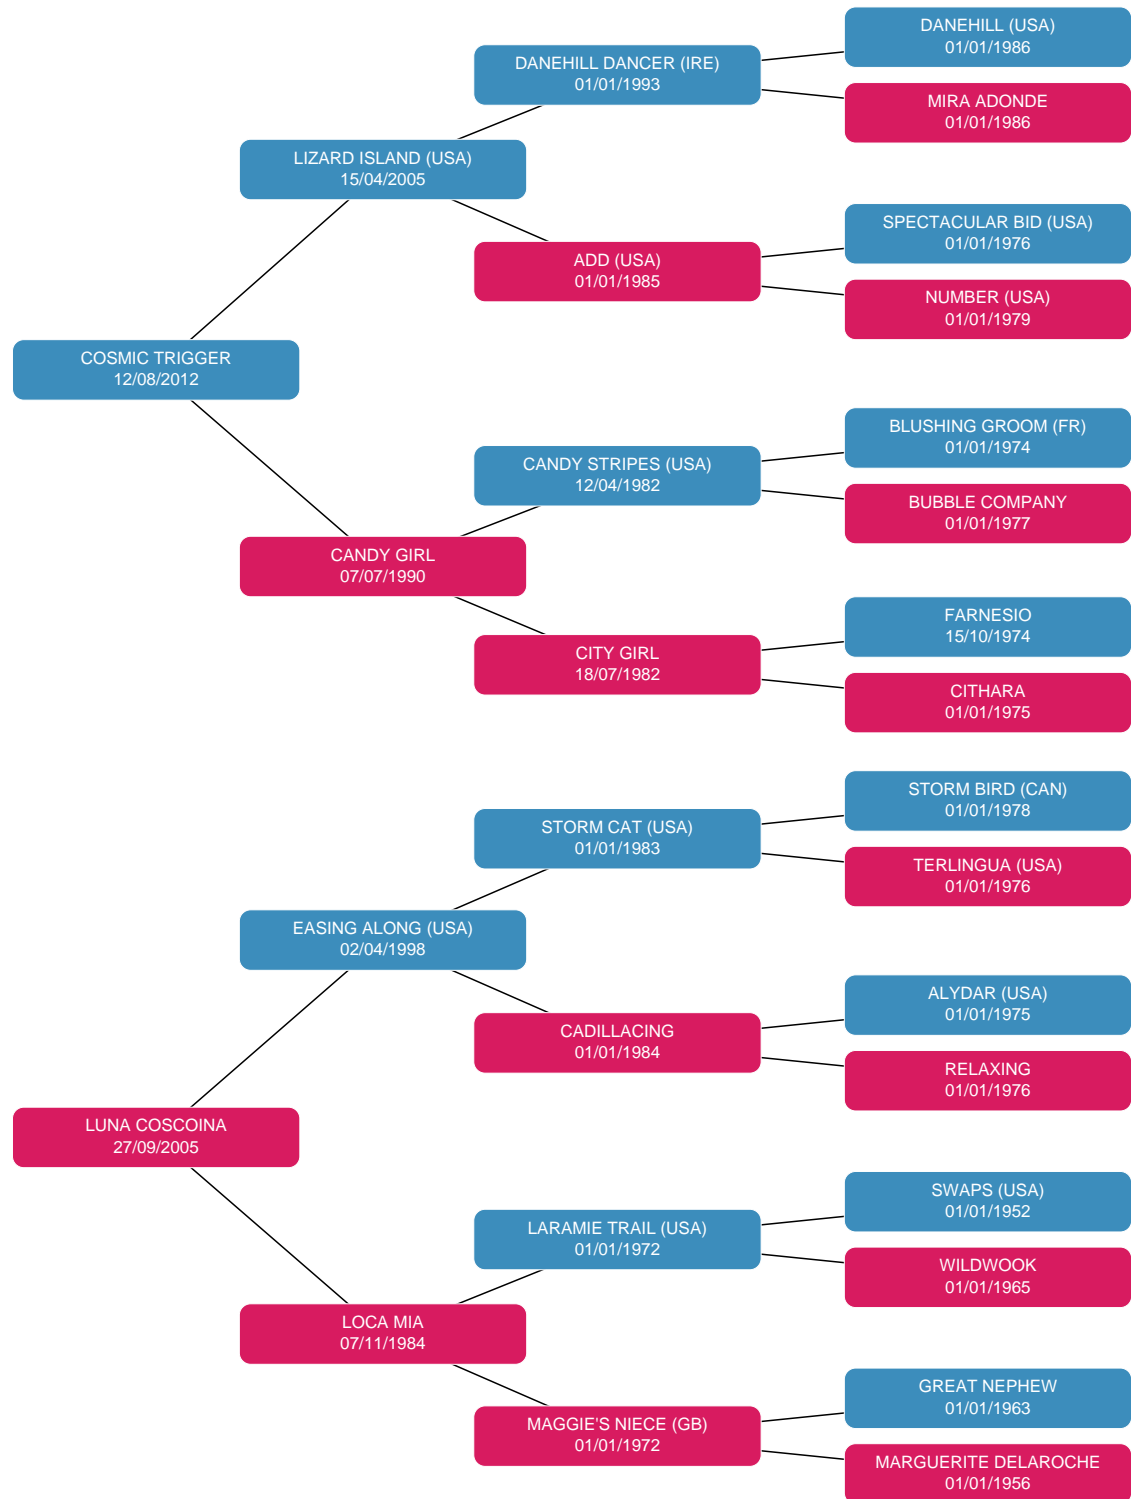 DANEHILL (USA)
01/01/1986
DANEHILL DANCER (IRE)
01/01/1993
MIRA ADONDE
01/01/1986
LIZARD ISLAND (USA)
15/04/2005
SPECTACULAR BID (USA)
01/01/1976
ADD (USA)
01/01/1985
NUMBER (USA)
01/01/1979
COSMIC TRIGGER
12/08/2012
BLUSHING GROOM (FR)
01/01/1974
CANDY STRIPES (USA)
12/04/1982
BUBBLE COMPANY
01/01/1977
CANDY GIRL
07/07/1990
FARNESIO
15/10/1974
CITY GIRL
18/07/1982
CITHARA
01/01/1975
STORM BIRD (CAN)
01/01/1978
STORM CAT (USA)
01/01/1983
TERLINGUA (USA)
01/01/1976
EASING ALONG (USA)
02/04/1998
ALYDAR (USA)
01/01/1975
CADILLACING
01/01/1984
RELAXING
01/01/1976
LUNA COSCOINA
27/09/2005
SWAPS (USA)
01/01/1952
LARAMIE TRAIL (USA)
01/01/1972
WILDWOOK
01/01/1965
LOCA MIA
07/11/1984
GREAT NEPHEW
01/01/1963
MAGGIE'S NIECE (GB)
01/01/1972
MARGUERITE DELAROCHE
01/01/1956